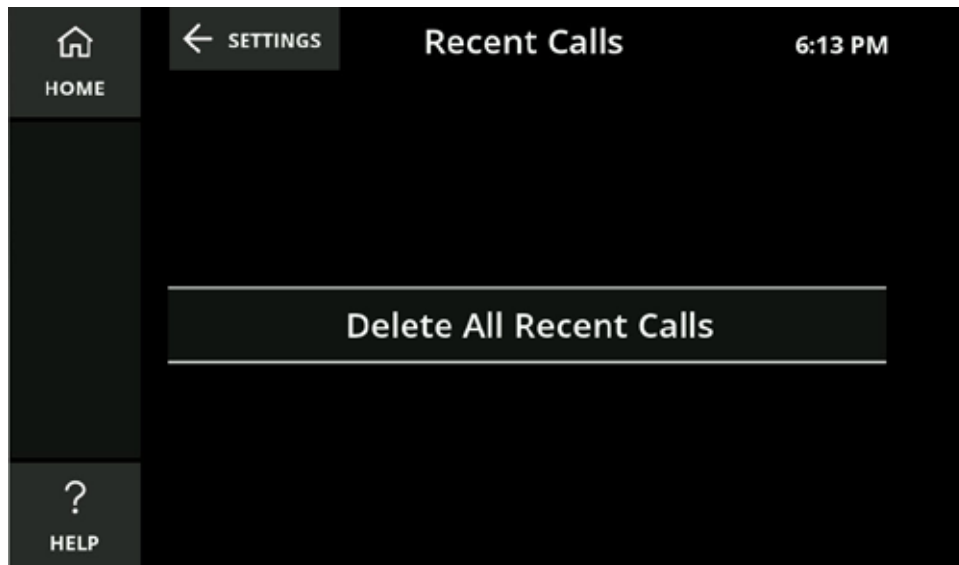 HOME
← SETTINGS
Recent Calls
6:13 PM
Delete All Recent Calls
?
HELP